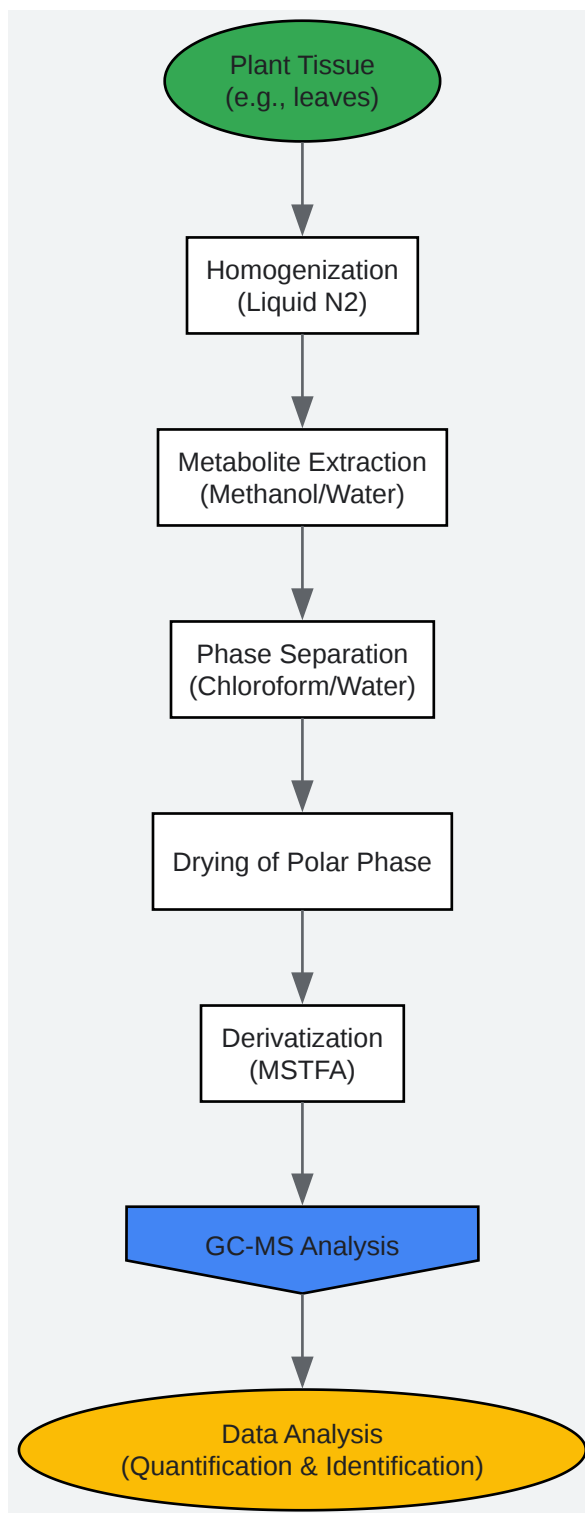 Plant Tissue
(e.g., leaves)
Homogenization
(Liquid N2)
Metabolite Extraction
(Methanol/Water)
Phase Separation
(Chloroform/Water)
Drying of Polar Phase
Derivatization
(MSTFA)
GC-MS Analysis
Data Analysis
(Quantification & Identification)